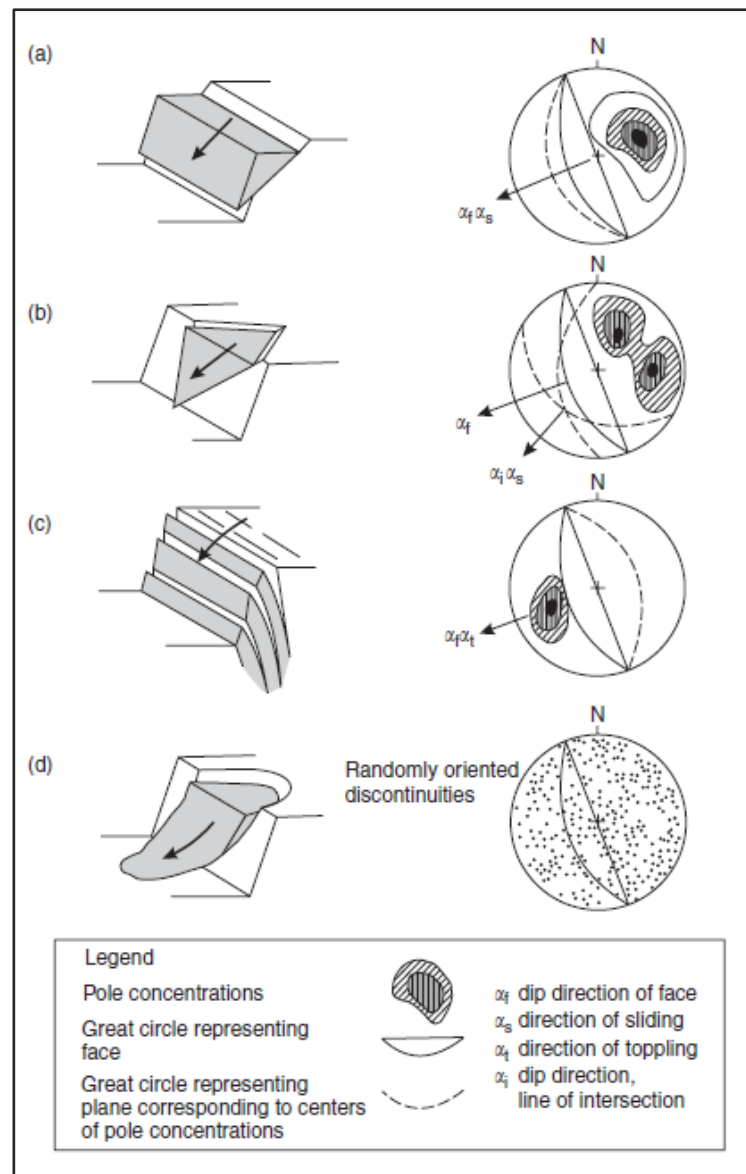 (a)
N
αf αs
(b)
N
αf
αi αs
(c)
N
αf αt
(d)
N
Randomly oriented
discontinuities
Legend
Pole concentrations
Great circle representing
face
Great circle representing
plane corresponding to centers
of pole concentrations
αf dip direction of face
αs direction of sliding
αt direction of toppling
αi dip direction,
line of intersection